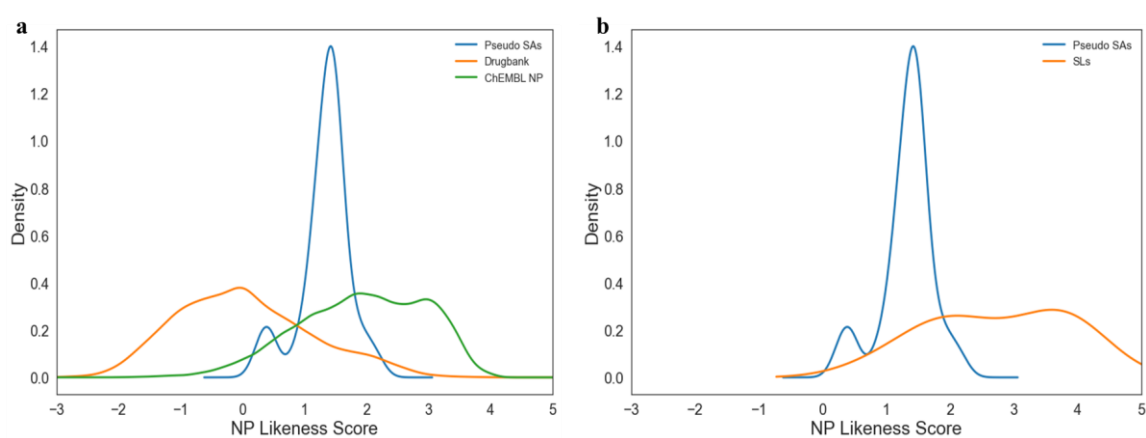 a
Pseudo SAs
Drugbank
ChEMBL NP
1.4
1.2
1.0
0.8
0.6
0.4
0.2
0.0
Density
-3 -2 -1 0 1 2 3 4 5
NP Likeness Score
b
Pseudo SAs
SLs
1.4
1.2
1.0
0.8
0.6
0.4
0.2
0.0
Density
-3 -2 -1 0 1 2 3 4 5
NP Likeness Score